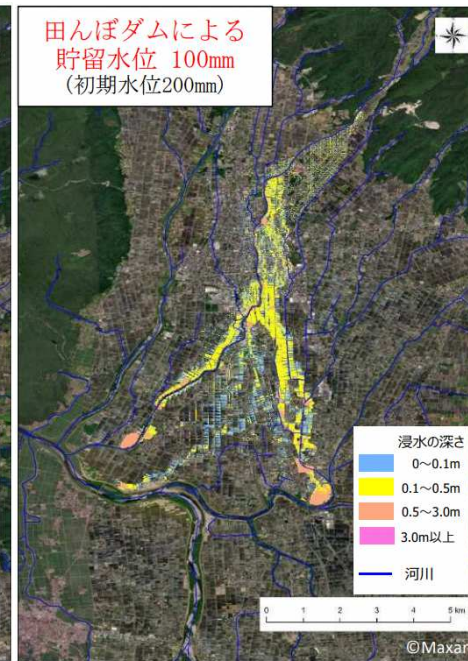 田んぼダムによる
貯留水位 100mm
(初期水位200mm)
浸水の深さ
0～0.1m
0.1～0.5m
0.5～3.0m
3.0m以上
河川
0 1 2 3 4 5 km
©Maxar